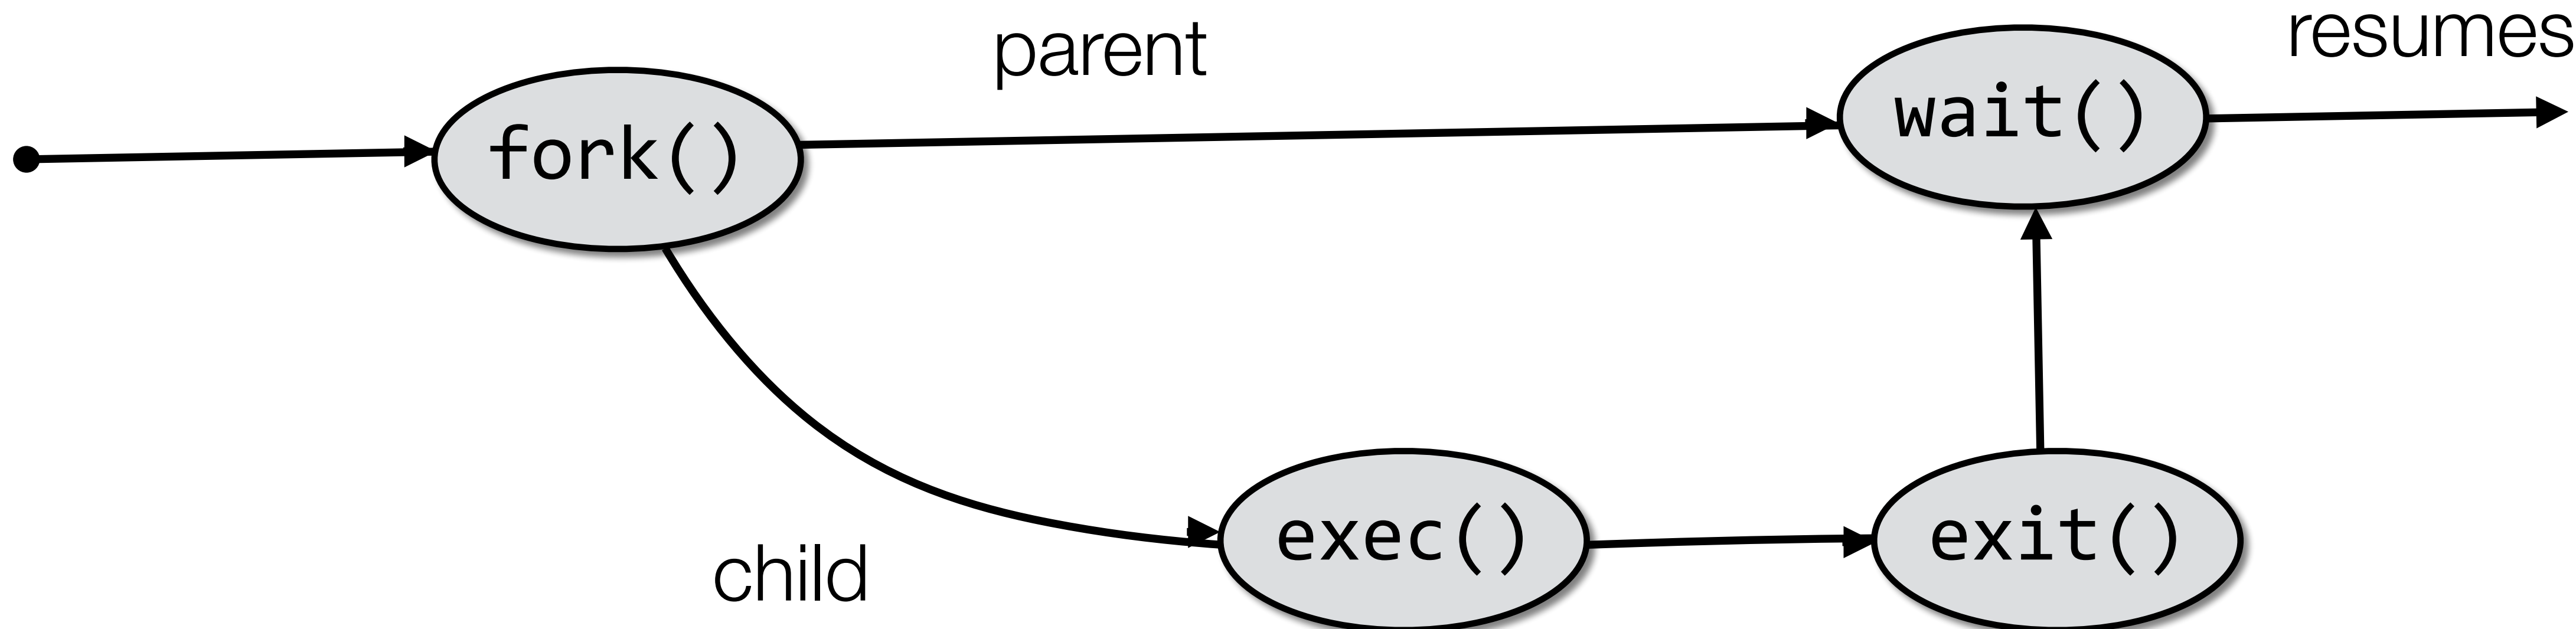 parent
resumes
fork()
wait()
child
exec()
exit()